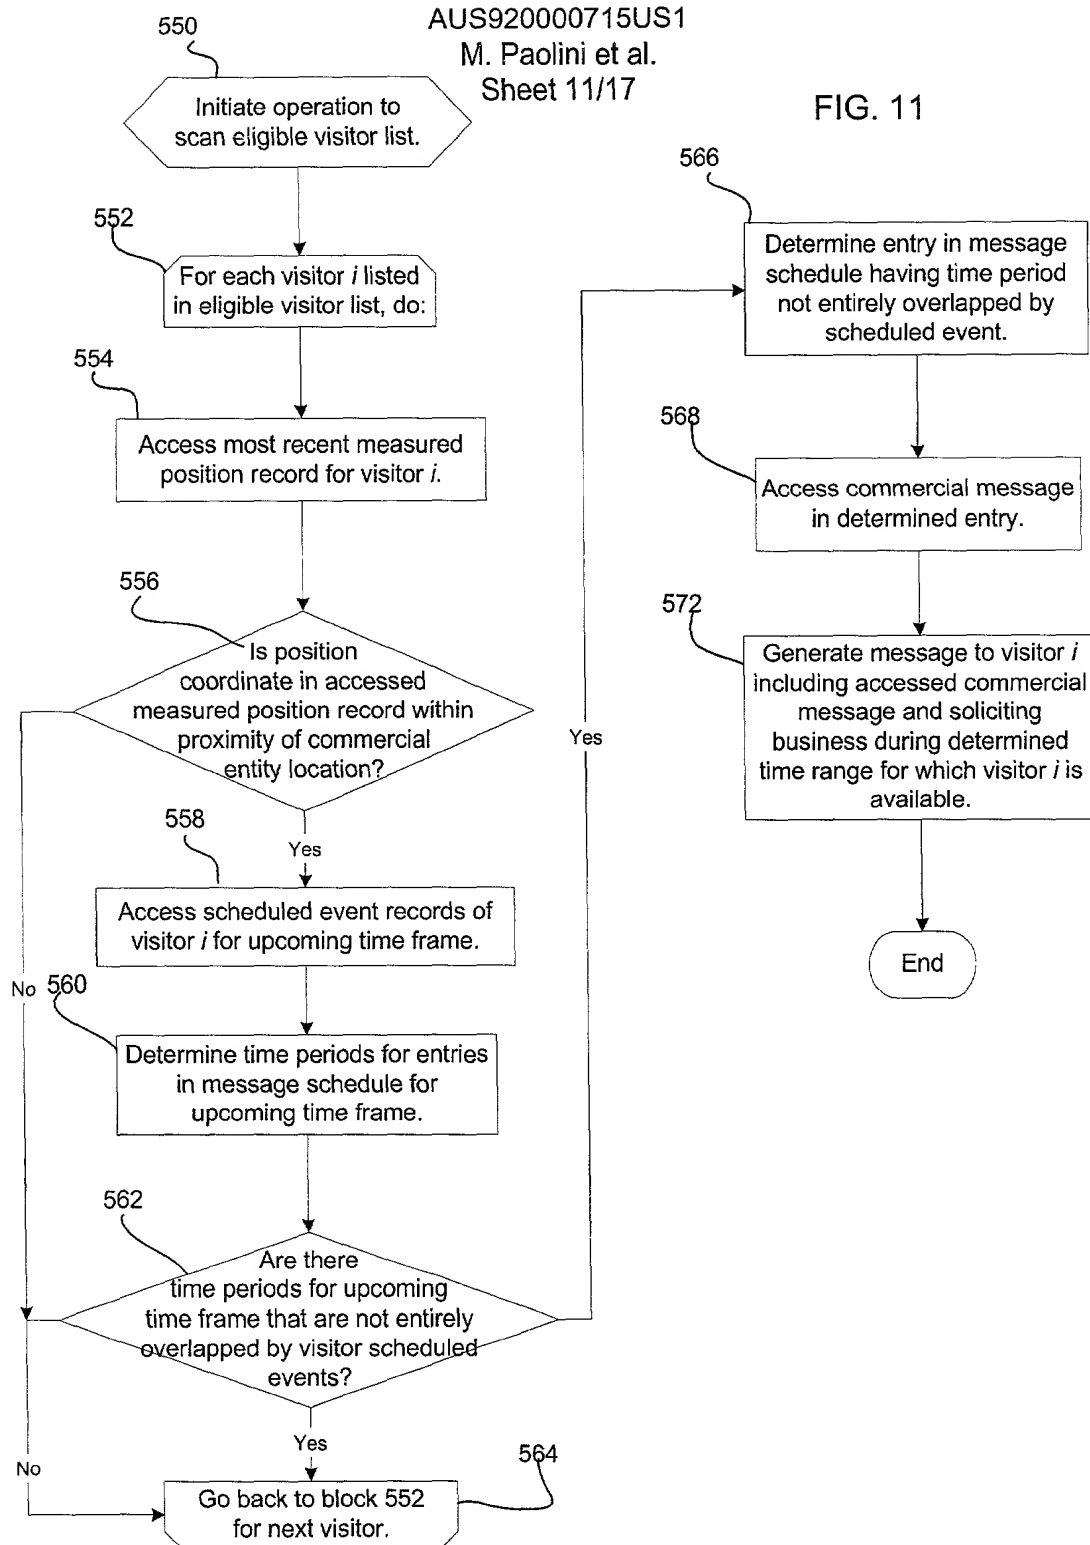 AUS920000715US1
M. Paolini et al.
Sheet 11/17
FIG. 11
550
Initiate operation to
scan eligible visitor list.
552
For each visitor i listed
in eligible visitor list, do:
554
Access most recent measured
position record for visitor i.
556
Is position
coordinate in accessed
measured position record within
proximity of commercial
entity location?
Yes
No
558
Access scheduled event records of
visitor i for upcoming time frame.
560
Determine time periods for entries
in message schedule for
upcoming time frame.
562
Are there
time periods for upcoming
time frame that are not entirely
overlapped by visitor scheduled
events?
Yes
No
564
Go back to block 552
for next visitor.
Yes
566
Determine entry in message
schedule having time period
not entirely overlapped by
scheduled event.
568
Access commercial message
in determined entry.
572
Generate message to visitor i
including accessed commercial
message and soliciting
business during determined
time range for which visitor i is
available.
End